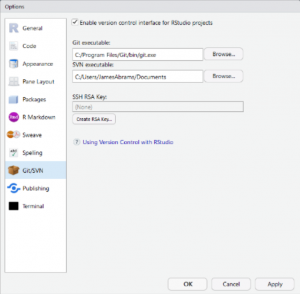 Options
R General
Code
Appearance
Pane Layout
Packages
Rmd R Markdown
Sweave
ABC Spelling
Git/SVN
Publishing
Terminal
Enable version control interface for RStudio projects
Git executable:
C:/Program Files/Git/bin/git.exe Browse...
SVN executable:
C:/Users/JamesAbrams/Documents Browse...
SSH RSA Key:
(None)
Create RSA Key...
? Using Version Control with RStudio
OK Cancel Apply